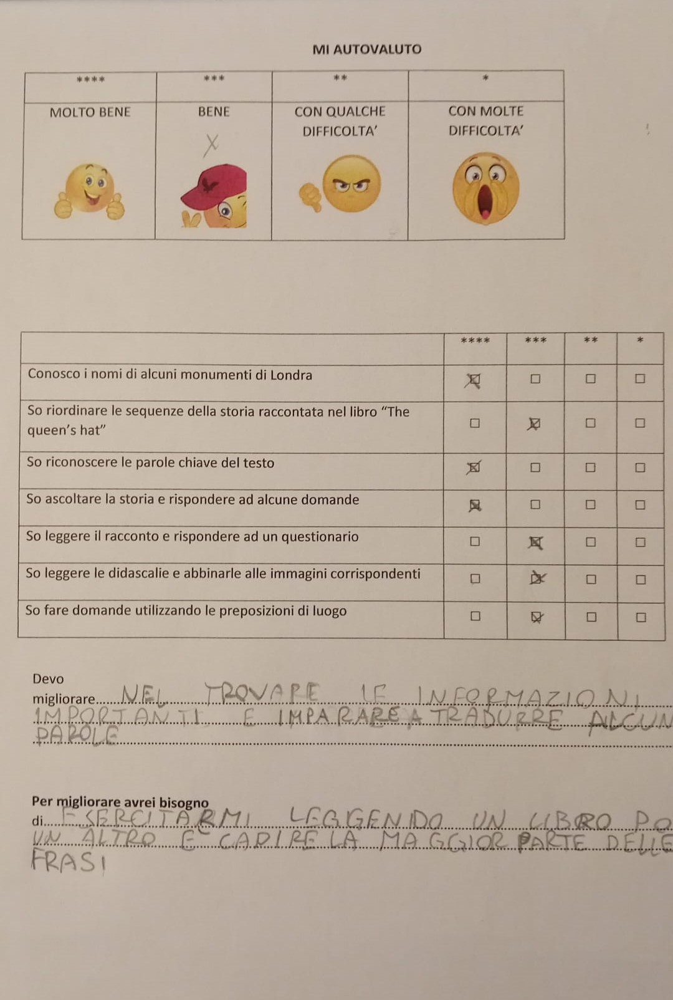 MI AUTOVALUTO
**** *** ** *
MOLTO BENE BENE CON QUALCHE DIFFICOLTA' CON MOLTE DIFFICOLTA'
X
**** *** ** *
Conosco i nomi di alcuni monumenti di Londra
So riordinare le sequenze della storia raccontata nel libro “The
queen’s hat”
So riconoscere le parole chiave del testo
So ascoltare la storia e rispondere ad alcune domande
So leggere il racconto e rispondere ad un questionario
So leggere le didascalie e abbinarle alle immagini corrispondenti
So fare domande utilizzando le preposizioni di luogo
Devo
migliorare......NEL TROVARE LE INFORMAZIONI
IMPORTANTI E IMPARARE A TRADURRE ALCUN
PAROLE
Per migliorare avrei bisogno
di.....ESERCITARMI LEGGENDO UN LIBRO PO
UN ALTRO E CAPIRE LA MAGGIOR PARTE DELLE
FRASI